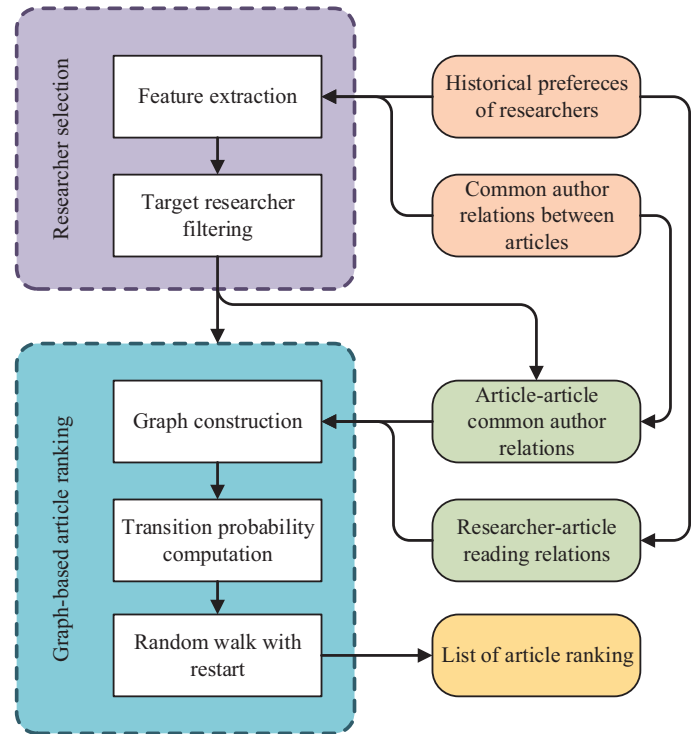 Researcher selection
Feature extraction
Target researcher
filtering
Historical prefereces
of researchers
Common author
relations between
articles
Graph-based article ranking
Graph construction
Transition probability
computation
Random walk with
restart
Article-article
common author
relations
Researcher-article
reading relations
List of article ranking